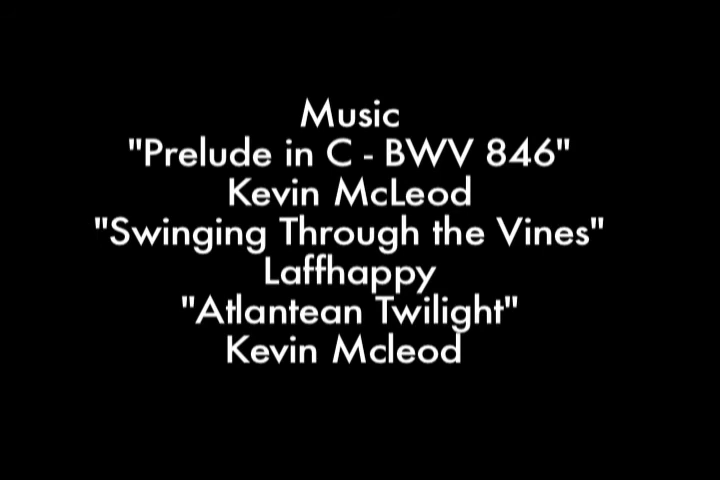 Music
"Prelude in C - BWV 846"
Kevin McLeod
"Swinging Through the Vines"
Laffhappy
"Atlantean Twilight"
Kevin Mcleod